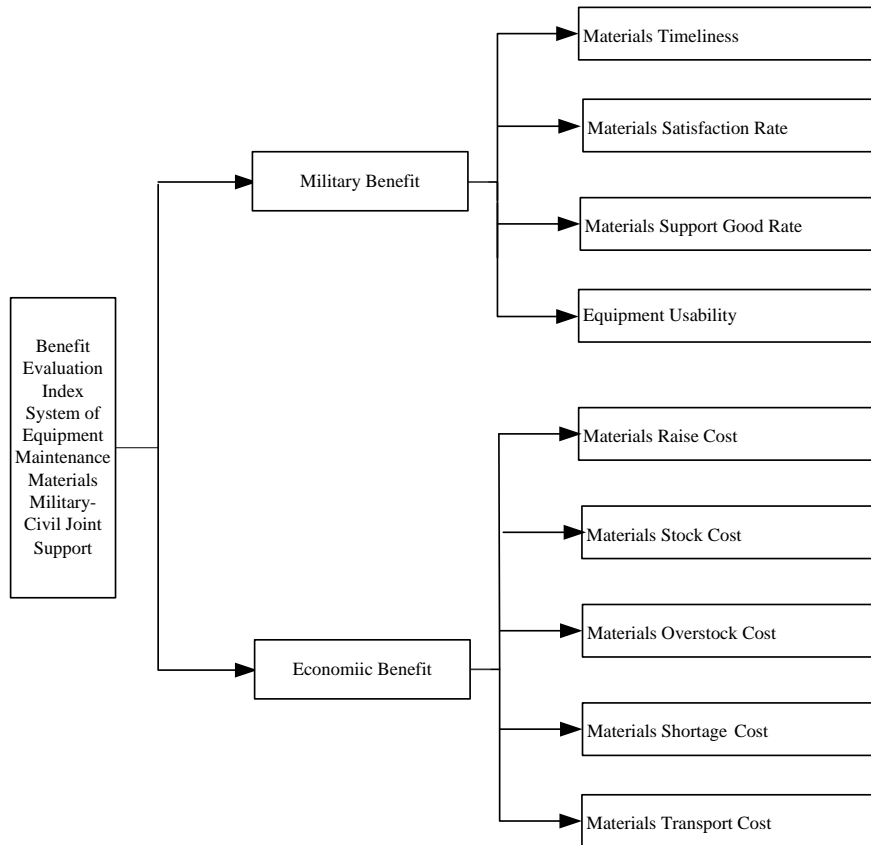 Materials Timeliness
Materials Satisfaction Rate
Military Benefit
Materials Support Good Rate
Equipment Usability
Benefit
Evaluation
Index
System of
Equipment
Maintenance
Materials
Military-
Civil Joint
Support
Materials Raise Cost
Materials Stock Cost
Materials Overstock Cost
Economiic Benefit
Materials Shortage Cost
Materials Transport Cost